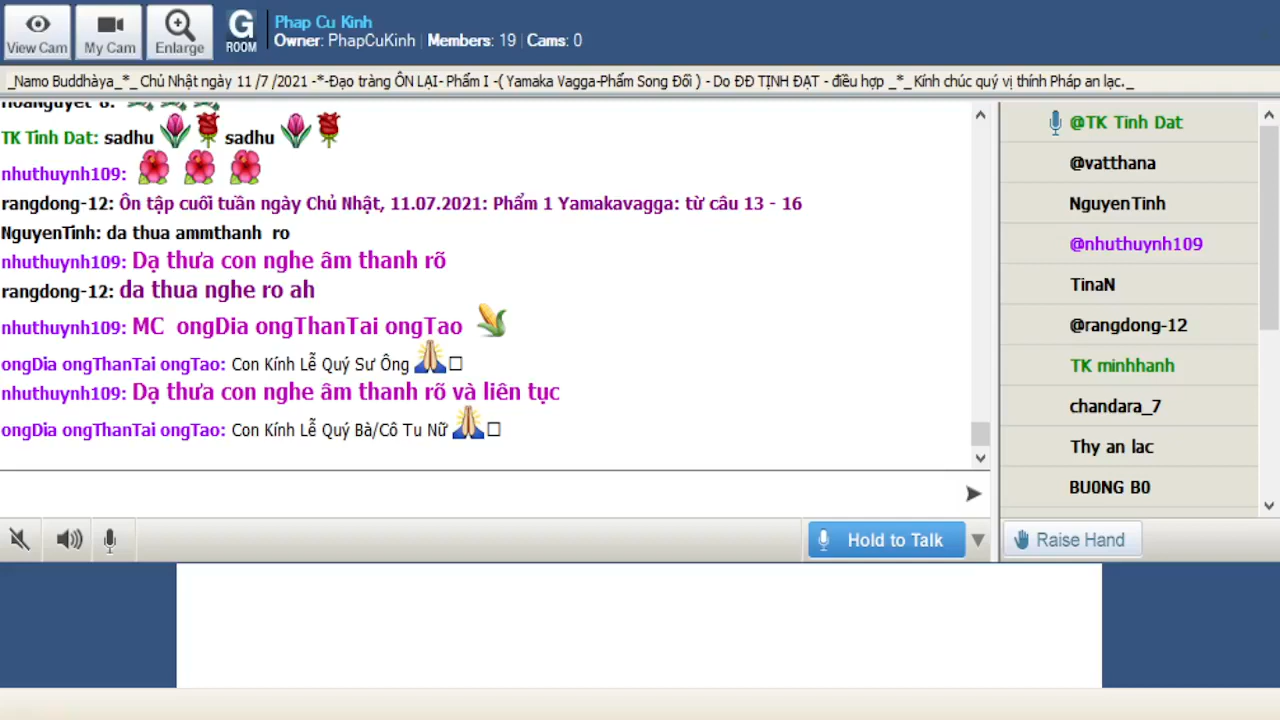 View Cam
My Cam
Enlarge
G ROOM
Phap Cu Kinh
Owner: PhapCuKinh | Members: 19 | Cams: 0
_Namo Buddhàya_*_ Chủ Nhật ngày 11 /7 /2021 -*-Đạo tràng ÔN LẠI- Phẩm I -( Yamaka Vagga-Phẩm Song Đối ) - Do ĐĐ TỊNH ĐẠT - điều hợp _*_ Kính chúc quý vị thính Pháp an lạc._
HoaNguyet 8:
TK Tinh Dat: sadhu sadhu
nhuthuynh109:
rangdong-12: Ôn tập cuối tuần ngày Chủ Nhật, 11.07.2021: Phẩm 1 Yamakavagga: từ câu 13 - 16
NguyenTinh: da thua ammthanh ro
nhuthuynh109: Dạ thưa con nghe âm thanh rõ
rangdong-12: da thua nghe ro ah
nhuthuynh109: MC ongDia ongThanTai ongTao
ongDia ongThanTai ongTao: Con Kính Lễ Quý Sư Ông
nhuthuynh109: Dạ thưa con nghe âm thanh rõ và liên tục
ongDia ongThanTai ongTao: Con Kính Lễ Quý Bà/Cô Tu Nữ
@TK Tinh Dat
@vatthana
NguyenTinh
@nhuthuynh109
TinaN
@rangdong-12
TK minhhanh
chandara_7
Thy an lac
BU0NG B0
Hold to Talk
Raise Hand